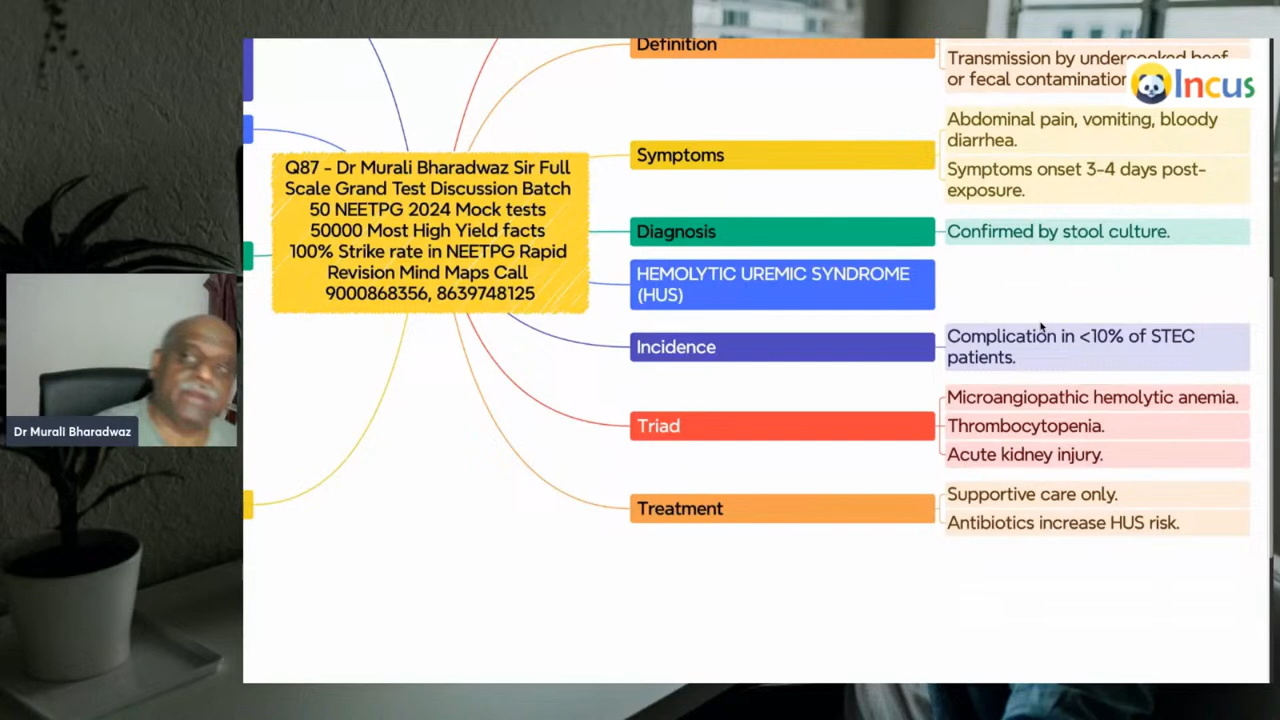 Definition
Transmission by undercooked beef
or fecal contamination
Incus
Abdominal pain, vomiting, bloody
diarrhea.
Symptoms
Symptoms onset 3-4 days post-
exposure.
Q87 - Dr Murali Bharadwaz Sir Full
Scale Grand Test Discussion Batch
50 NEETPG 2024 Mock tests
50000 Most High Yield facts
100% Strike rate in NEETPG Rapid
Revision Mind Maps Call
9000868356, 8639748125
Diagnosis
Confirmed by stool culture.
HEMOLYTIC UREMIC SYNDROME
(HUS)
Incidence
Complication in <10% of STEC
patients.
Triad
Microangiopathic hemolytic anemia.
Thrombocytopenia.
Acute kidney injury.
Treatment
Supportive care only.
Antibiotics increase HUS risk.
Dr Murali Bharadwaz